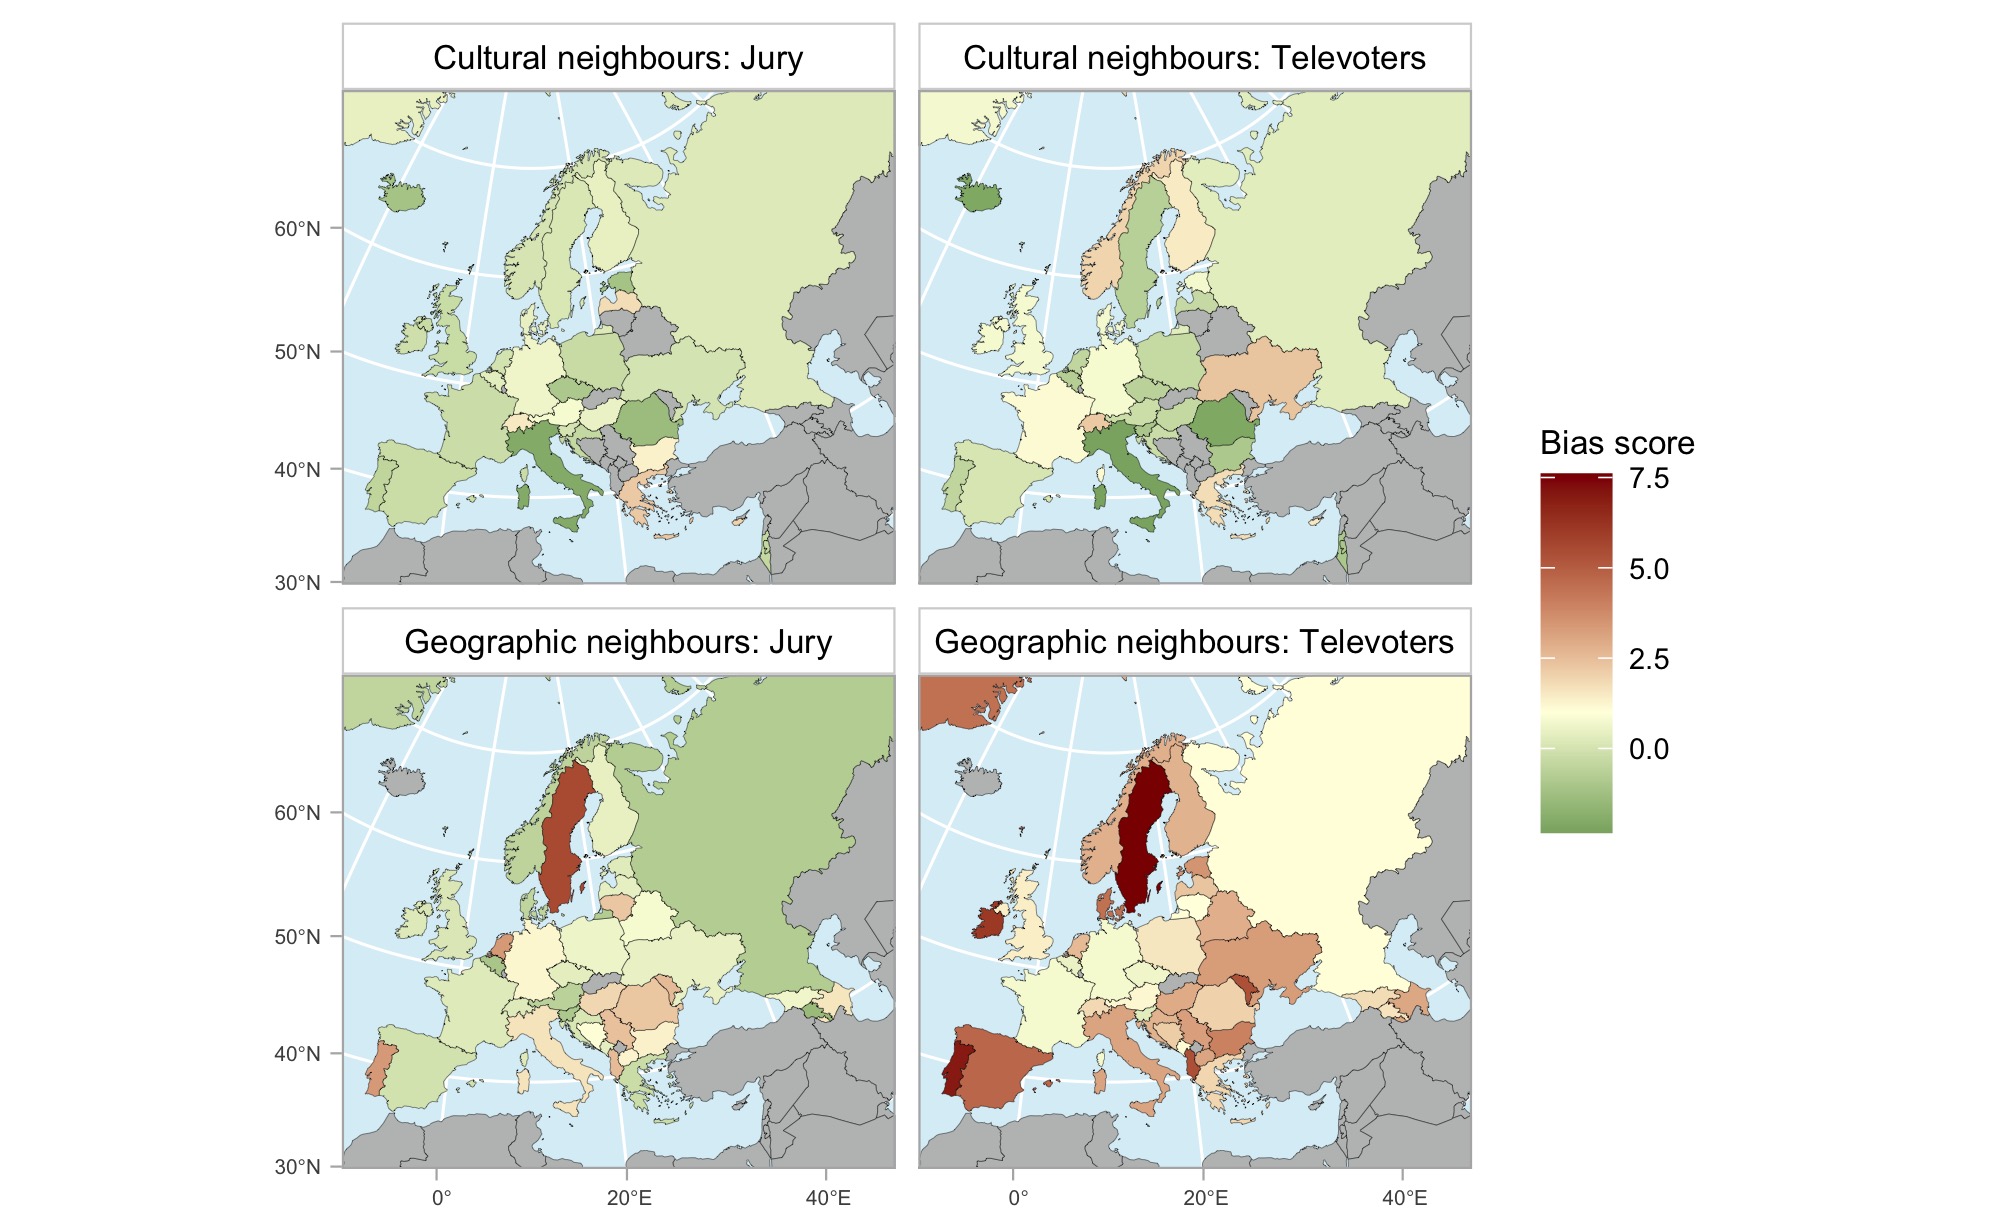 Cultural neighbours: Jury
Cultural neighbours: Televoters
60°N
50°N
40°N
30°N
Geographic neighbours: Jury
Geographic neighbours: Televoters
60°N
50°N
40°N
30°N
0°
20°E
40°E
0°
20°E
40°E
Bias score
7.5
5.0
2.5
0.0